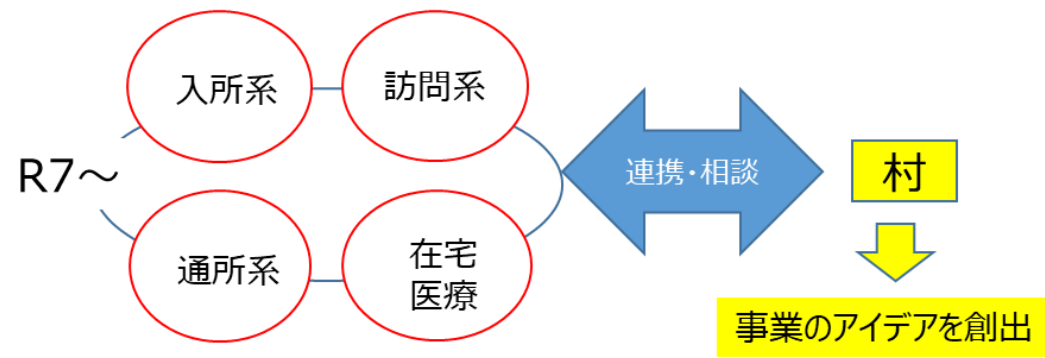 入所系
訪問系
R7～
連携・相談
村
通所系
在宅
医療
事業のアイデアを創出